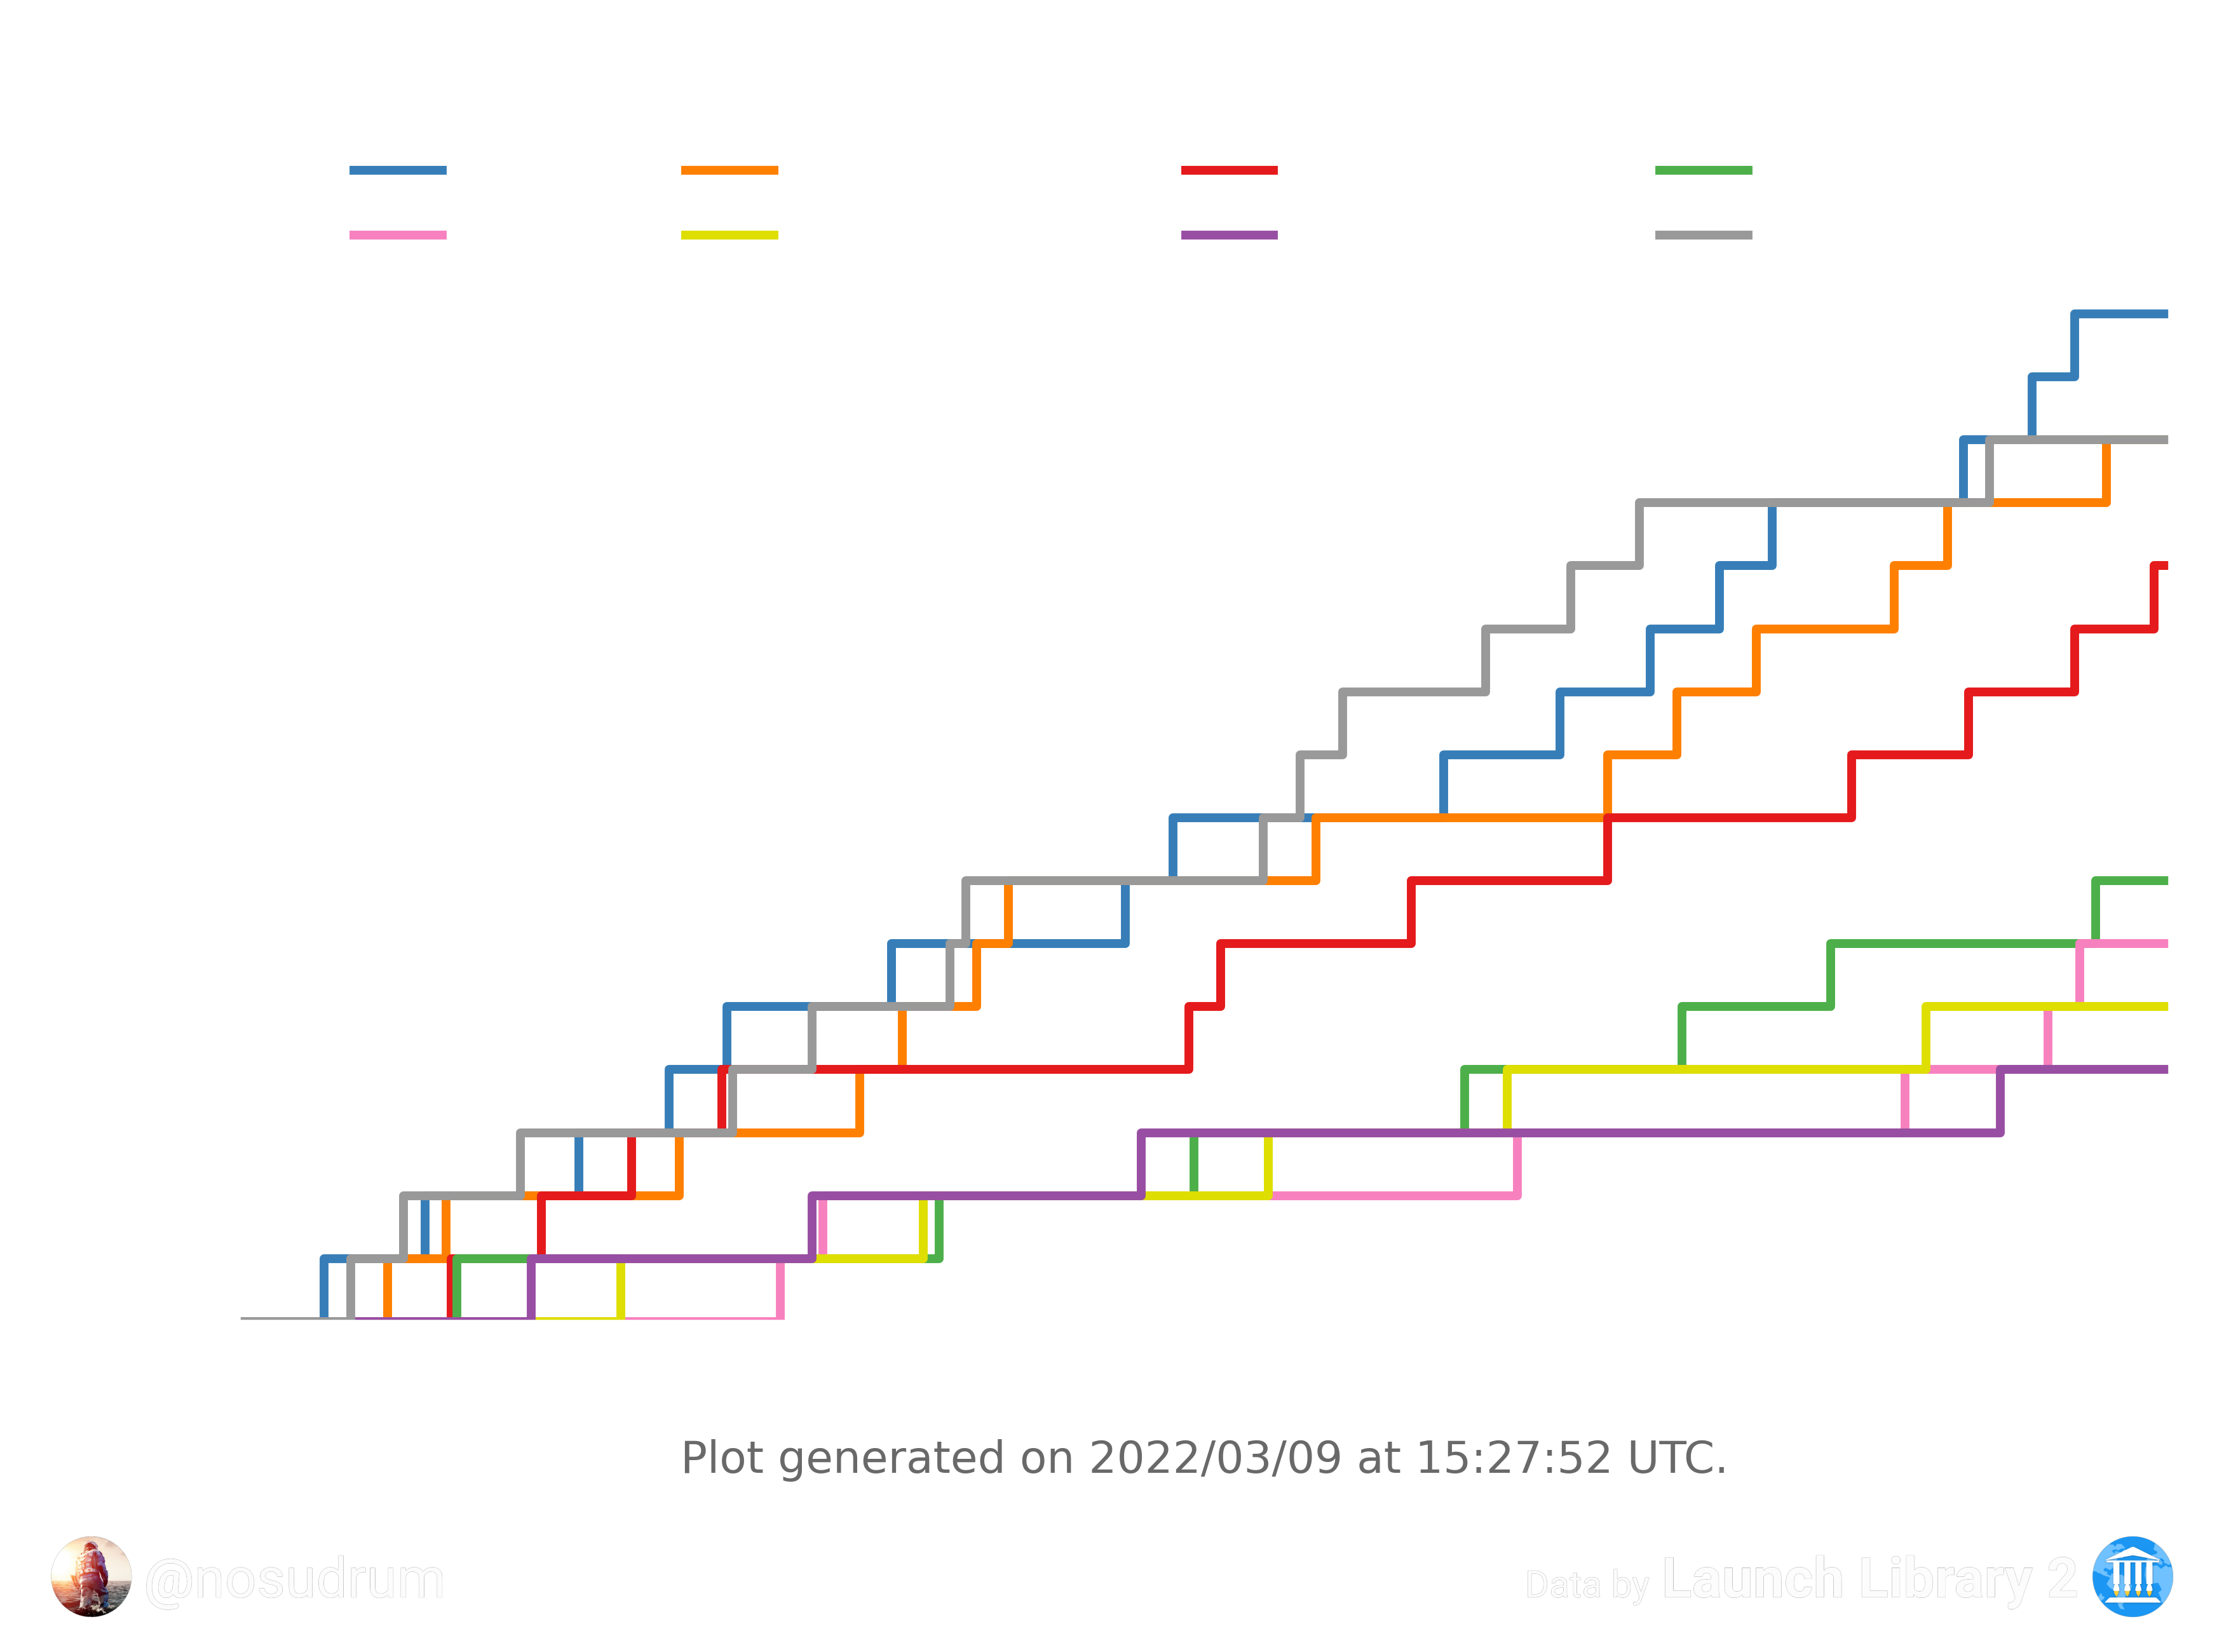 Plot generated on 2022/03/09 at 15:27:52 UTC.
@nosudrum
Data by Launch Library 2